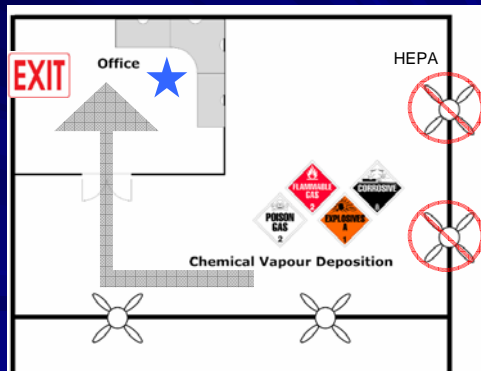 EXIT
Office
HEPA
FLAMMABLE
GAS
2
CORROSIVE
8
POISON
GAS
2
EXPLOSIVES
A
1
Chemical Vapour Deposition